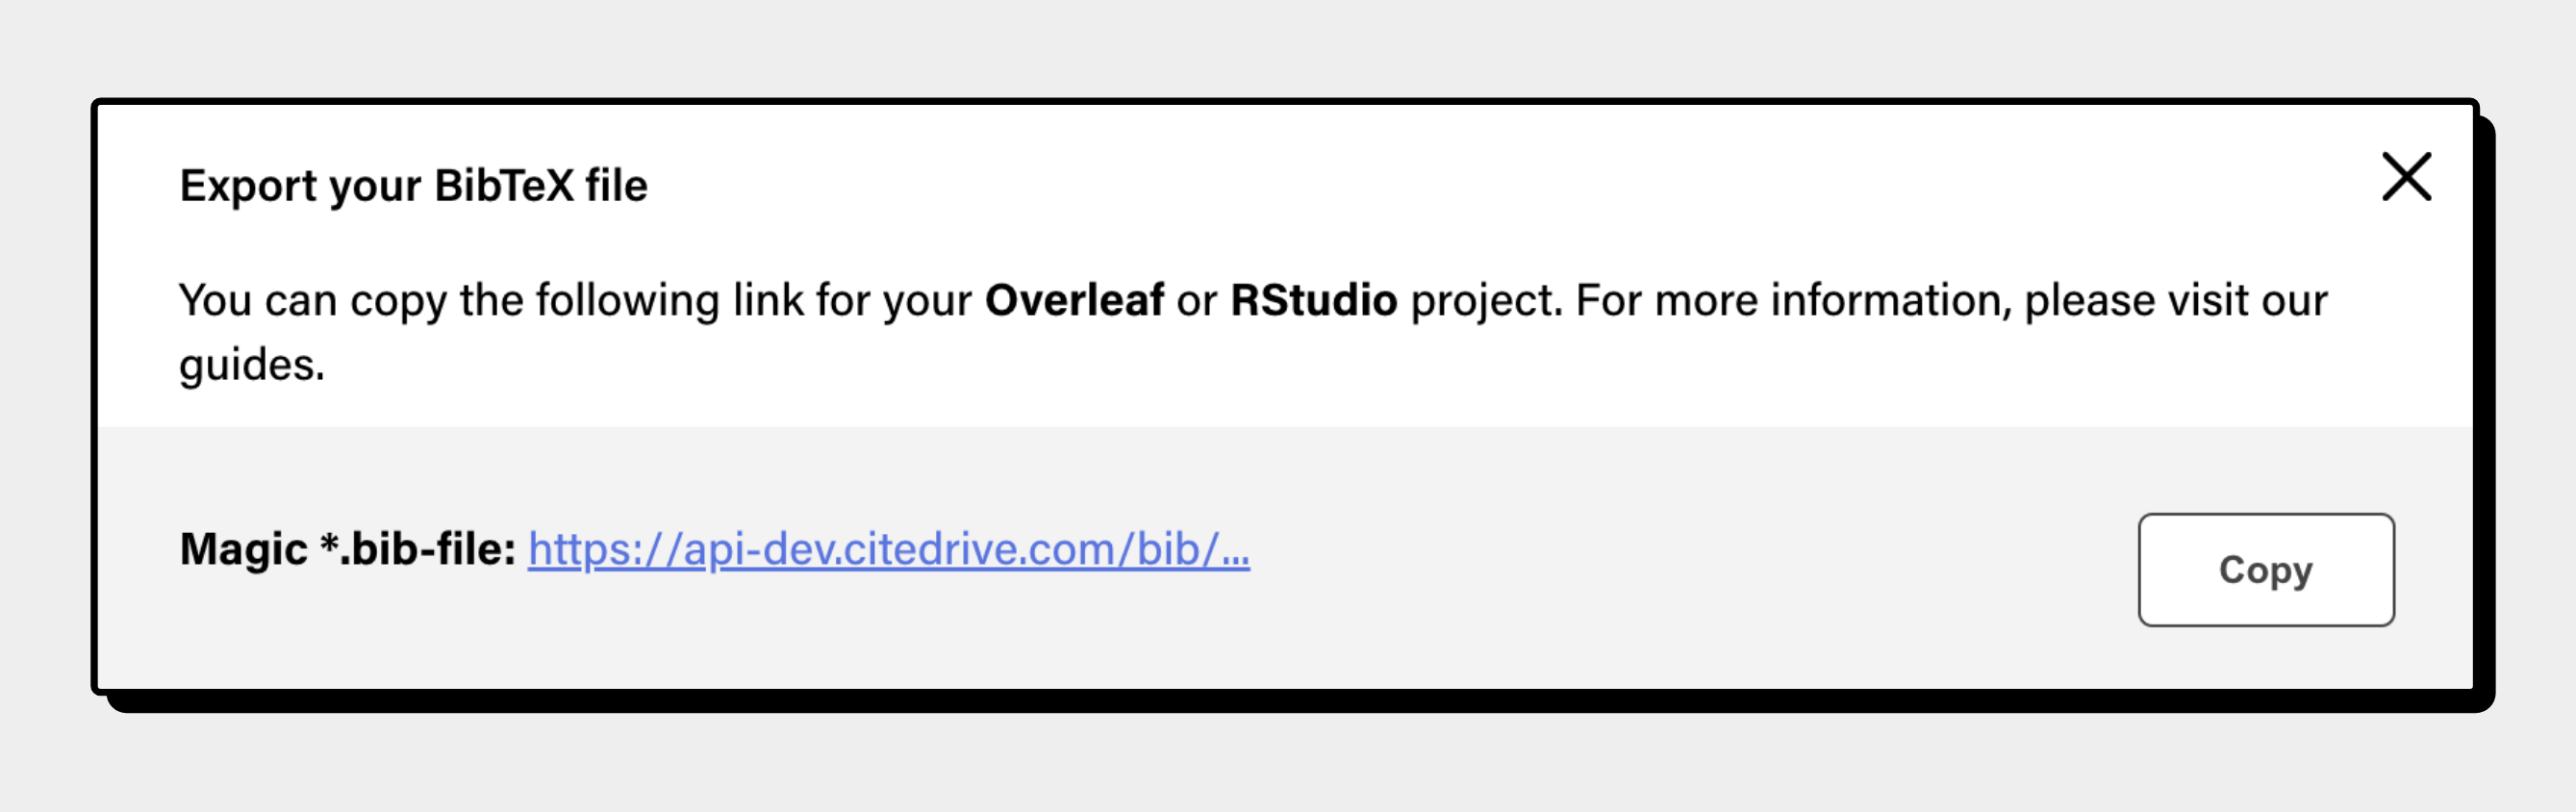 Export your BibTeX file
You can copy the following link for your Overleaf or RStudio project. For more information, please visit our
guides.
Magic *.bib-file: https://api-dev.citedrive.com/bib/...
Copy